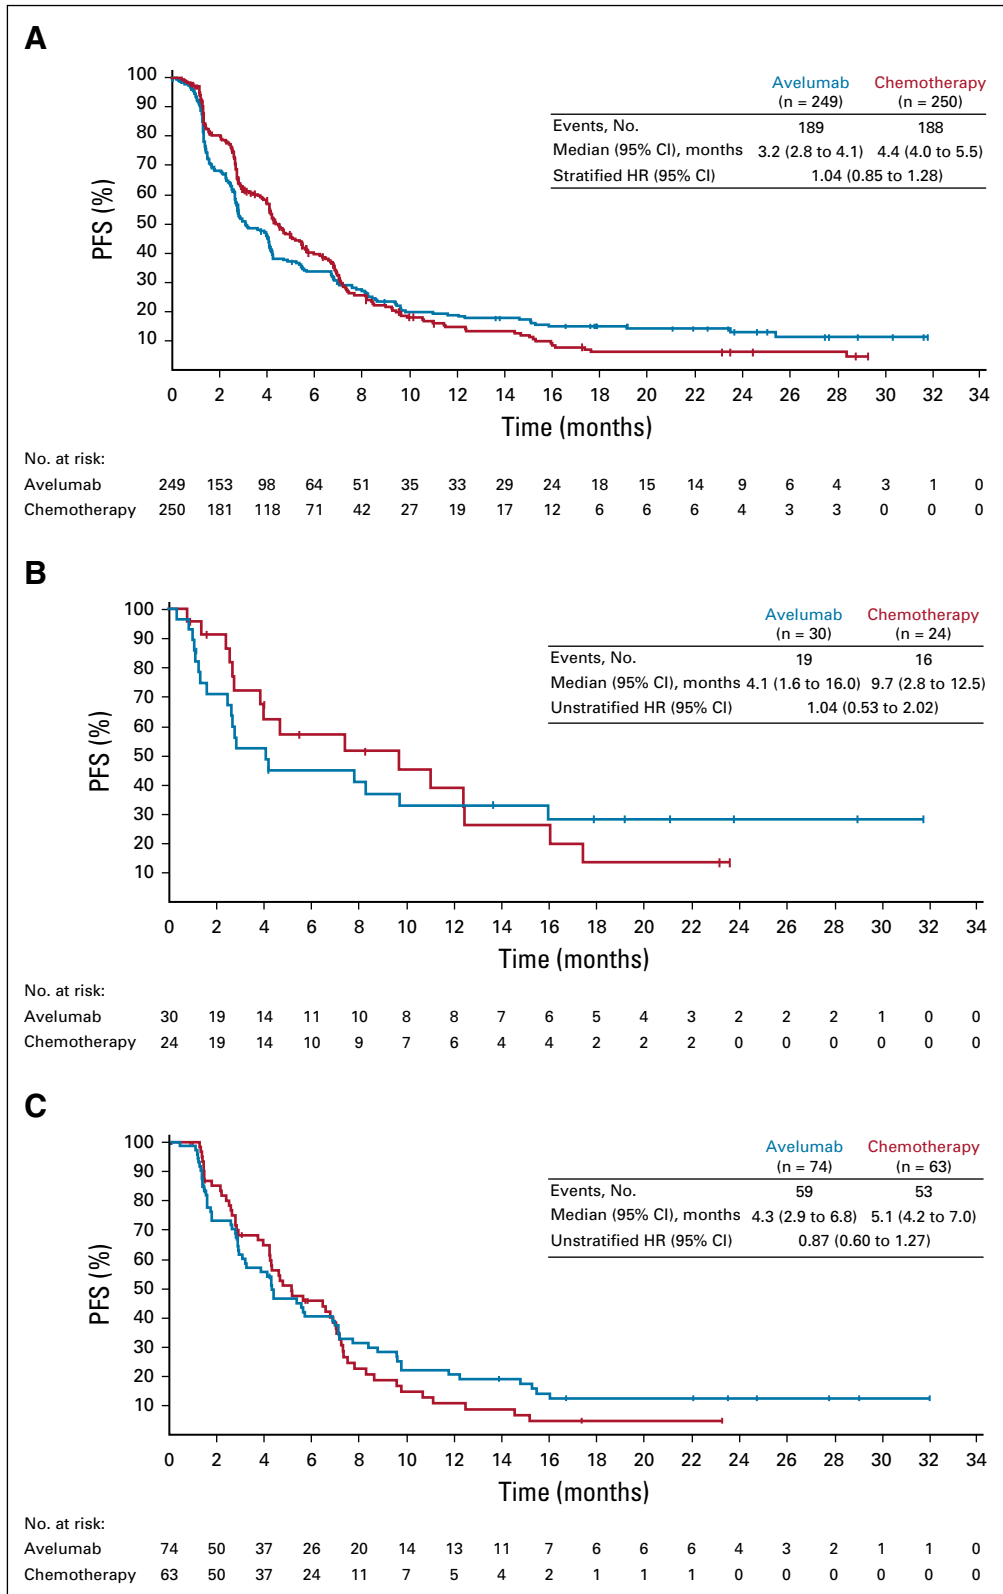 A
100
90
80
70
60
50
40
30
20
10
PFS (%)
Avelumab Chemotherapy
(n = 249) (n = 250)
Events, No. 189 188
Median (95% CI), months 3.2 (2.8 to 4.1) 4.4 (4.0 to 5.5)
Stratified HR (95% CI) 1.04 (0.85 to 1.28)
0 2 4 6 8 10 12 14 16 18 20 22 24 26 28 30 32 34
Time (months)
No. at risk:
Avelumab 249 153 98 64 51 35 33 29 24 18 15 14 9 6 4 3 1 0
Chemotherapy 250 181 118 71 42 27 19 17 12 6 6 6 4 3 3 0 0 0
B
100
90
80
70
60
50
40
30
20
10
PFS (%)
Avelumab Chemotherapy
(n = 30) (n = 24)
Events, No. 19 16
Median (95% CI), months 4.1 (1.6 to 16.0) 9.7 (2.8 to 12.5)
Unstratified HR (95% CI) 1.04 (0.53 to 2.02)
0 2 4 6 8 10 12 14 16 18 20 22 24 26 28 30 32 34
Time (months)
No. at risk:
Avelumab 30 19 14 11 10 8 8 7 6 5 4 3 2 2 2 1 0 0
Chemotherapy 24 19 14 10 9 7 6 4 4 2 2 2 0 0 0 0 0 0
C
100
90
80
70
60
50
40
30
20
10
PFS (%)
Avelumab Chemotherapy
(n = 74) (n = 63)
Events, No. 59 53
Median (95% CI), months 4.3 (2.9 to 6.8) 5.1 (4.2 to 7.0)
Unstratified HR (95% CI) 0.87 (0.60 to 1.27)
0 2 4 6 8 10 12 14 16 18 20 22 24 26 28 30 32 34
Time (months)
No. at risk:
Avelumab 74 50 37 26 20 14 13 11 7 6 6 6 4 3 2 1 1 0
Chemotherapy 63 50 37 24 11 7 5 4 2 1 1 1 0 0 0 0 0 0